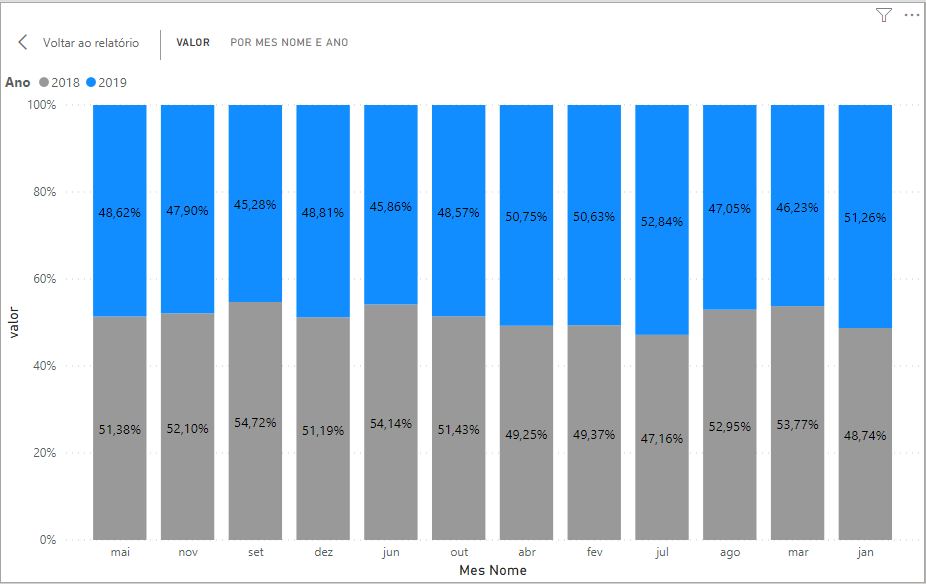 Voltar ao relatório VALOR POR MES NOME E ANO
Ano 2018 2019
100%
80%
60%
40%
20%
0%
valor
48,62% 47,90% 45,28% 48,81% 45,86% 48,57% 50,75% 50,63% 52,84% 47,05% 46,23% 51,26%
51,38% 52,10% 54,72% 51,19% 54,14% 51,43% 49,25% 49,37% 47,16% 52,95% 53,77% 48,74%
mai nov set dez jun out abr fev jul ago mar jan
Mes Nome